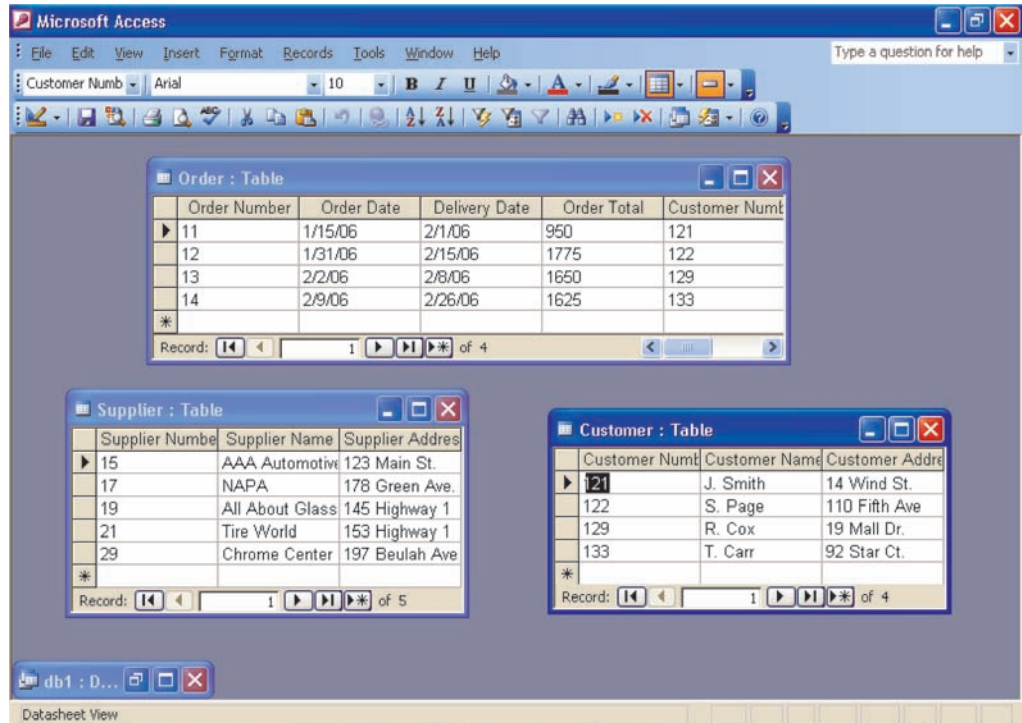 Microsoft Access
File Edit View Insert Format Records Tools Window Help Type a question for help
Customer Numb Arial 10 B I U A
ABC A Z Z A
Order : Table
Order Number Order Date Delivery Date Order Total Customer Numb
11 1/15/06 2/1/06 950 121
12 1/31/06 2/15/06 1775 122
13 2/2/06 2/8/06 1650 129
14 2/9/06 2/26/06 1625 133
Record: 1 of 4
Supplier : Table
Supplier Numbe Supplier Name Supplier Addres
15 AAA Automotive 123 Main St.
17 NAPA 178 Green Ave.
19 All About Glass 145 Highway 1
21 Tire World 153 Highway 1
29 Chrome Center 197 Beulah Ave
Record: 1 of 5
Customer : Table
Customer Numb Customer Name Customer Addre
121 J. Smith 14 Wind St.
122 S. Page 110 Fifth Ave
129 R. Cox 19 Mall Dr.
133 T. Carr 92 Star Ct.
Record: 1 of 4
db1 : D...
Datasheet View